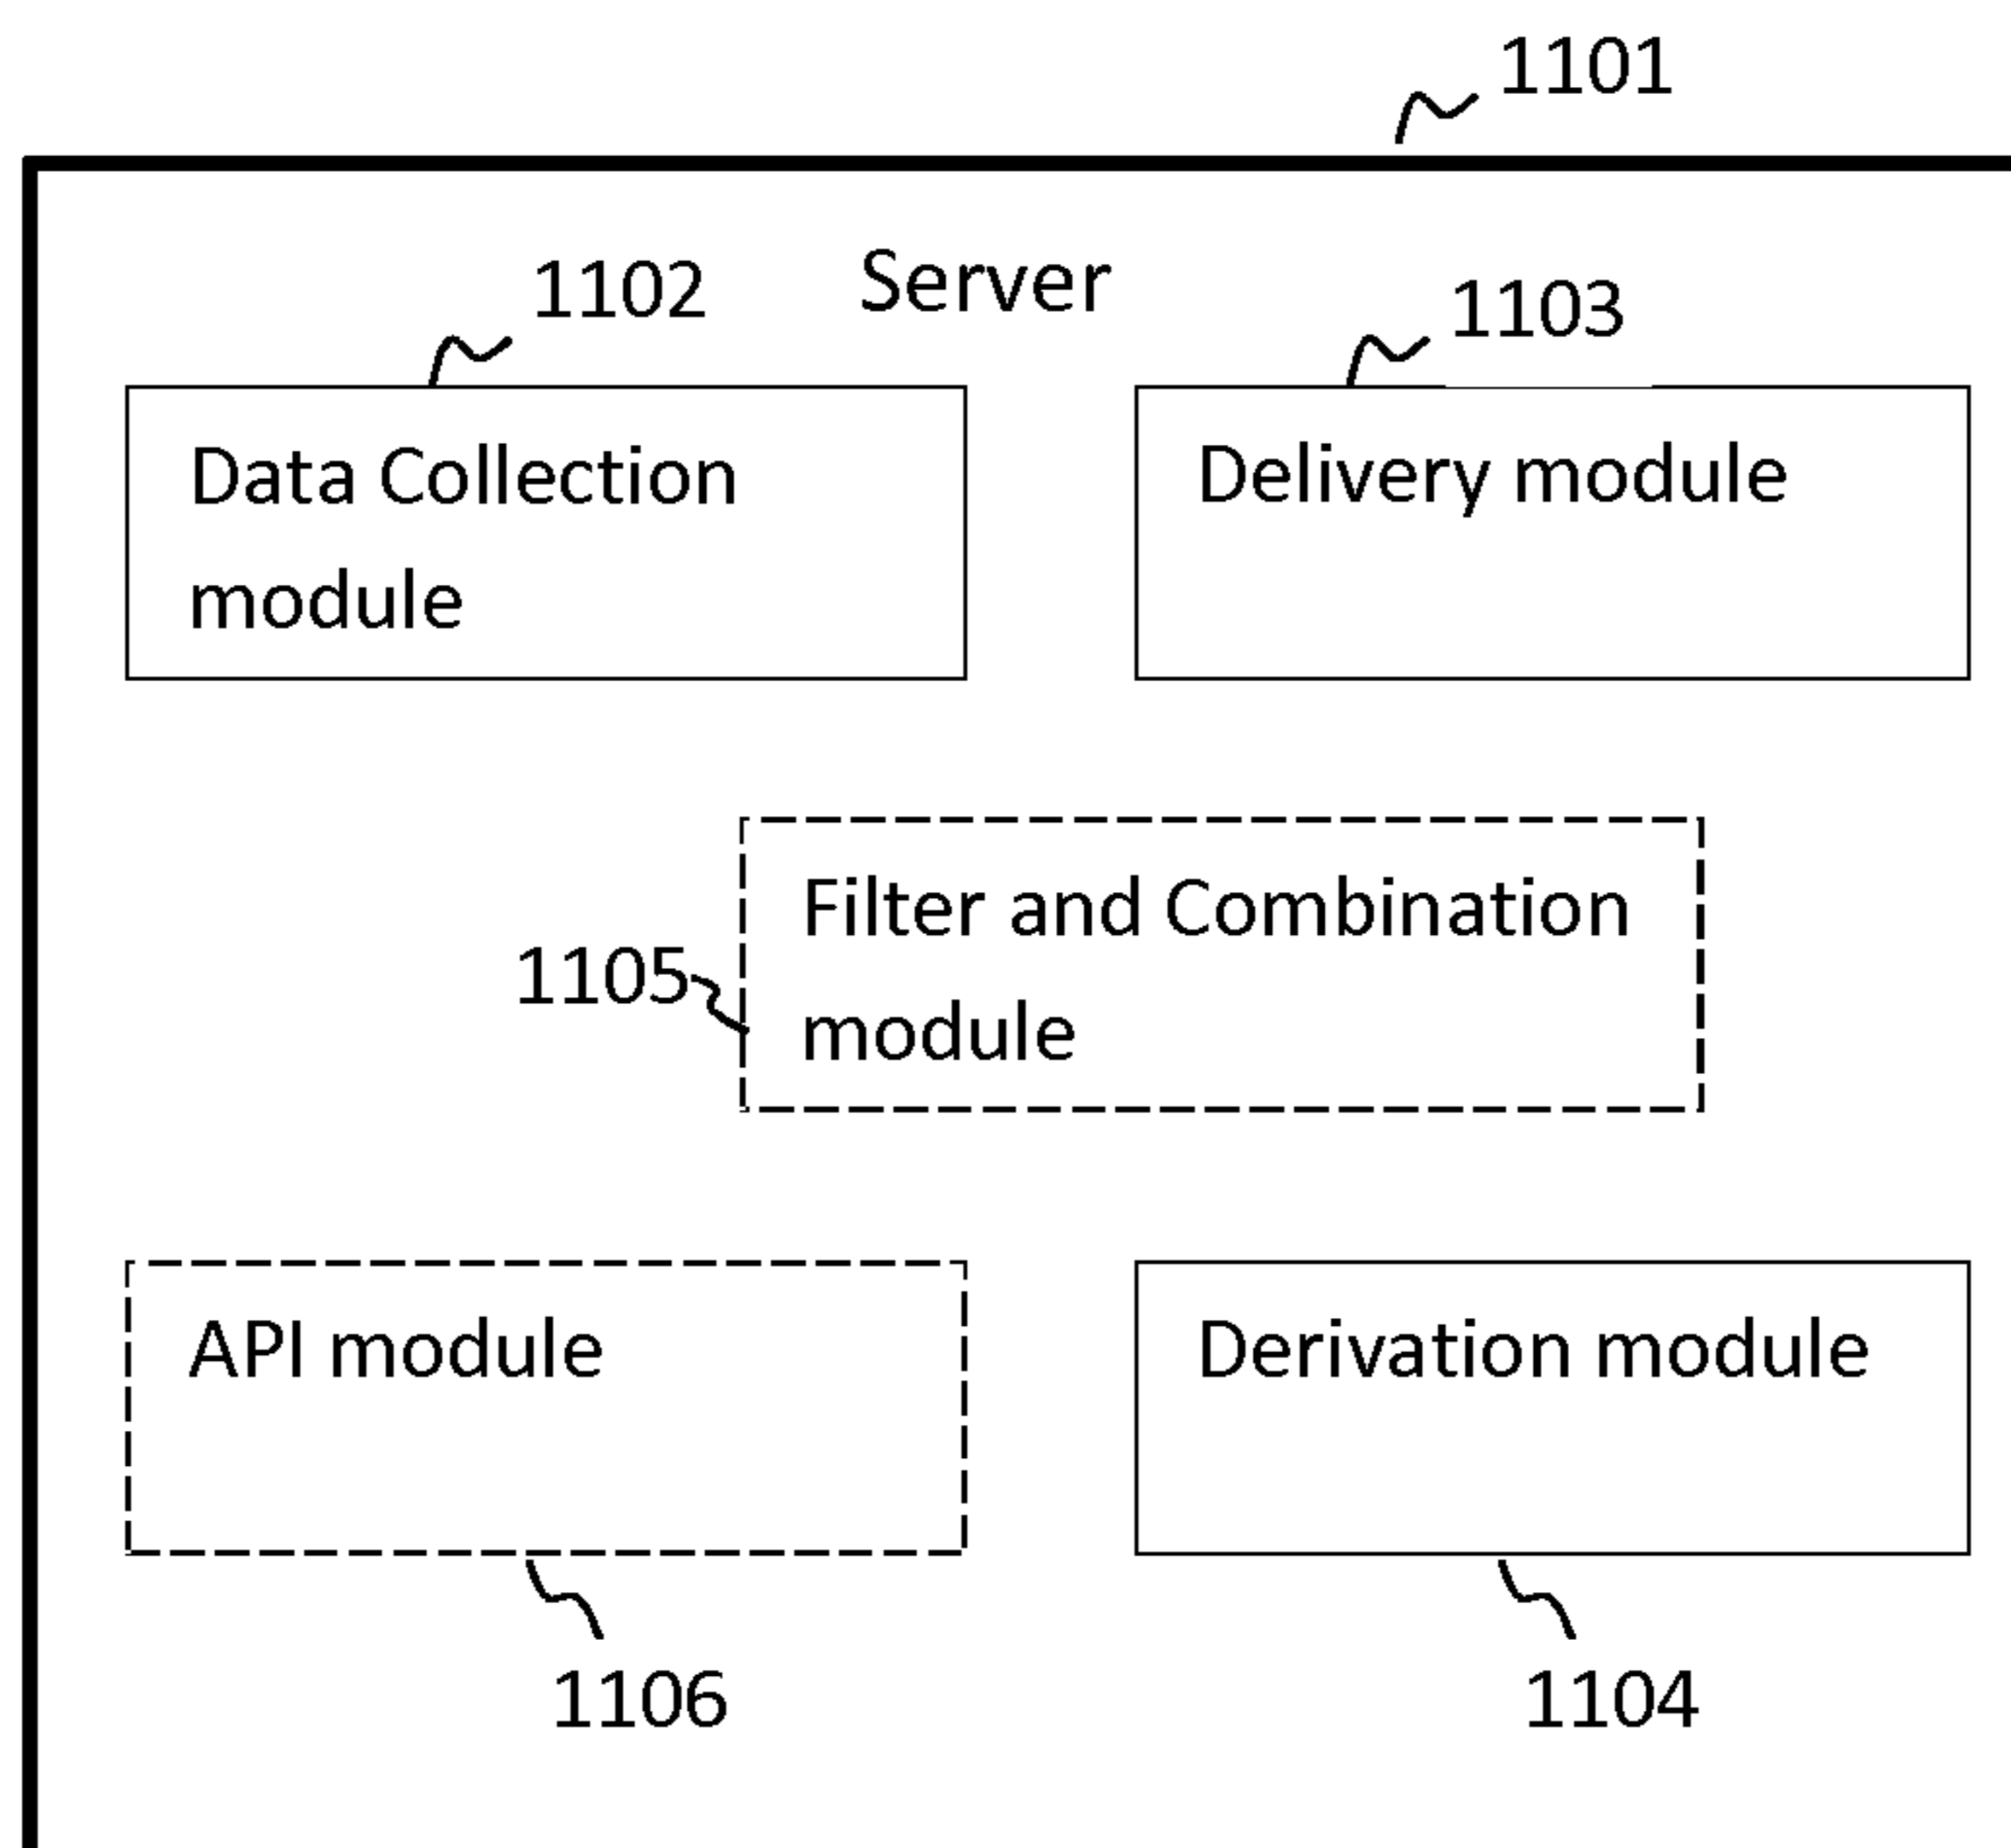 1101
Server
1102
1103
Data Collection
module
Delivery module
Filter and Combination
module
1105
API module
Derivation module
1106
1104